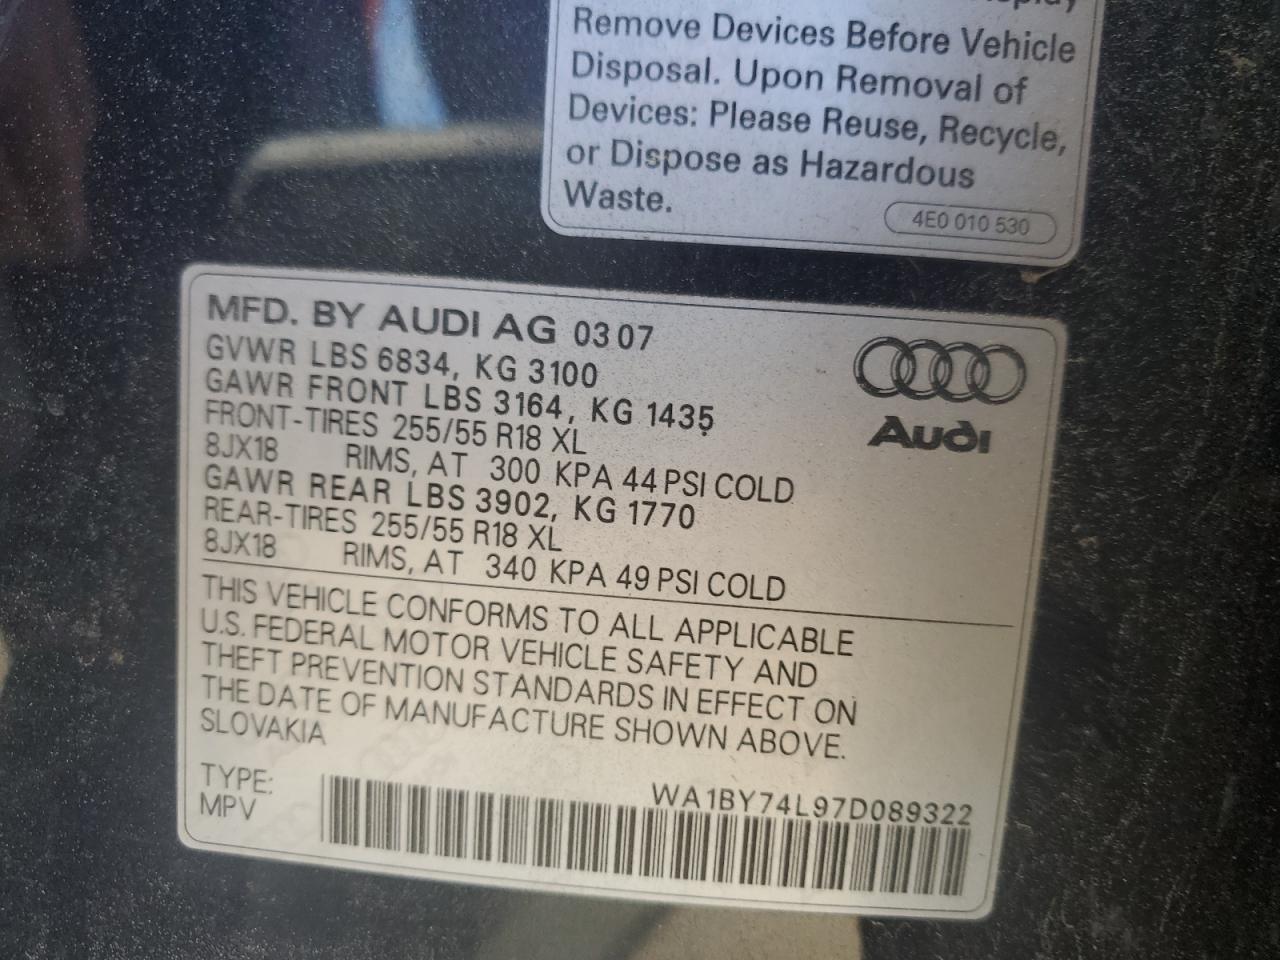 Remove Devices Before Vehicle
Disposal. Upon Removal of
Devices: Please Reuse, Recycle,
or Dispose as Hazardous
Waste.
4E0 010 530
MFD. BY AUDI AG 03 07
GVWR LBS 6834, KG 3100
GAWR FRONT LBS 3164, KG 1435
FRONT-TIRES 255/55 R18 XL
8JX18 RIMS, AT 300 KPA 44 PSI COLD
GAWR REAR LBS 3902, KG 1770
REAR-TIRES 255/55 R18 XL
8JX18 RIMS, AT 340 KPA 49 PSI COLD
Audi
THIS VEHICLE CONFORMS TO ALL APPLICABLE
U.S. FEDERAL MOTOR VEHICLE SAFETY AND
THEFT PREVENTION STANDARDS IN EFFECT ON
THE DATE OF MANUFACTURE SHOWN ABOVE.
SLOVAKIA
TYPE:
MPV
WA1BY74L97D089322